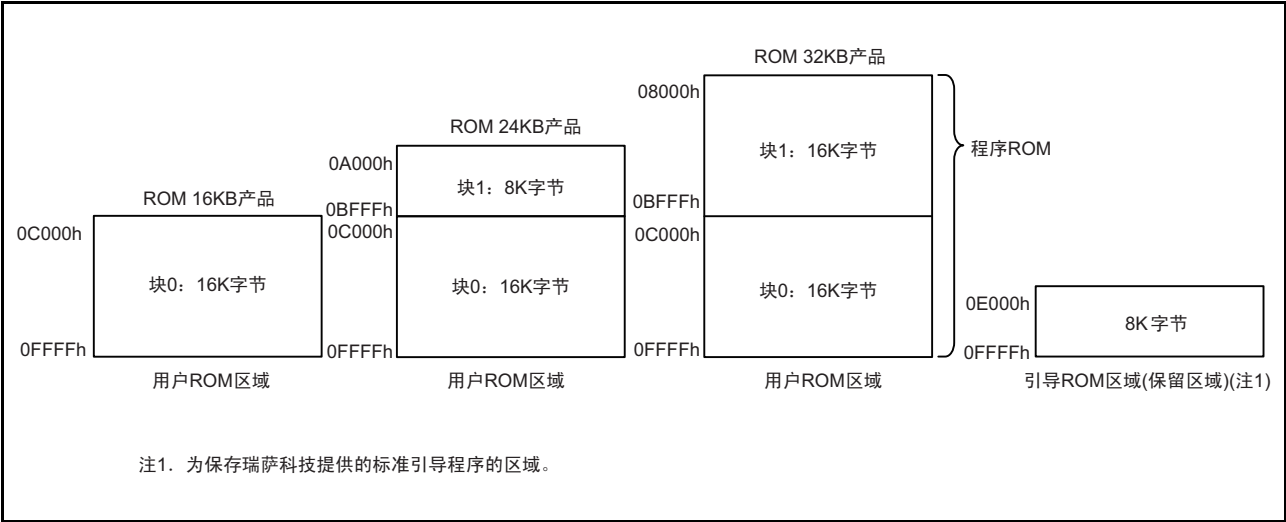 ROM 16KB产品
0C000h
块0：16K字节
0FFFFh
用户ROM区域
ROM 24KB产品
0A000h
块1：8K字节
0BFFFh
0C000h
块0：16K字节
0FFFFh
用户ROM区域
ROM 32KB产品
08000h
块1：16K字节
0BFFFh
0C000h
块0：16K字节
0FFFFh
用户ROM区域
程序ROM
0E000h
8K字节
0FFFFh
引导ROM区域(保留区域)(注1)
注1．为保存瑞萨科技提供的标准引导程序的区域。